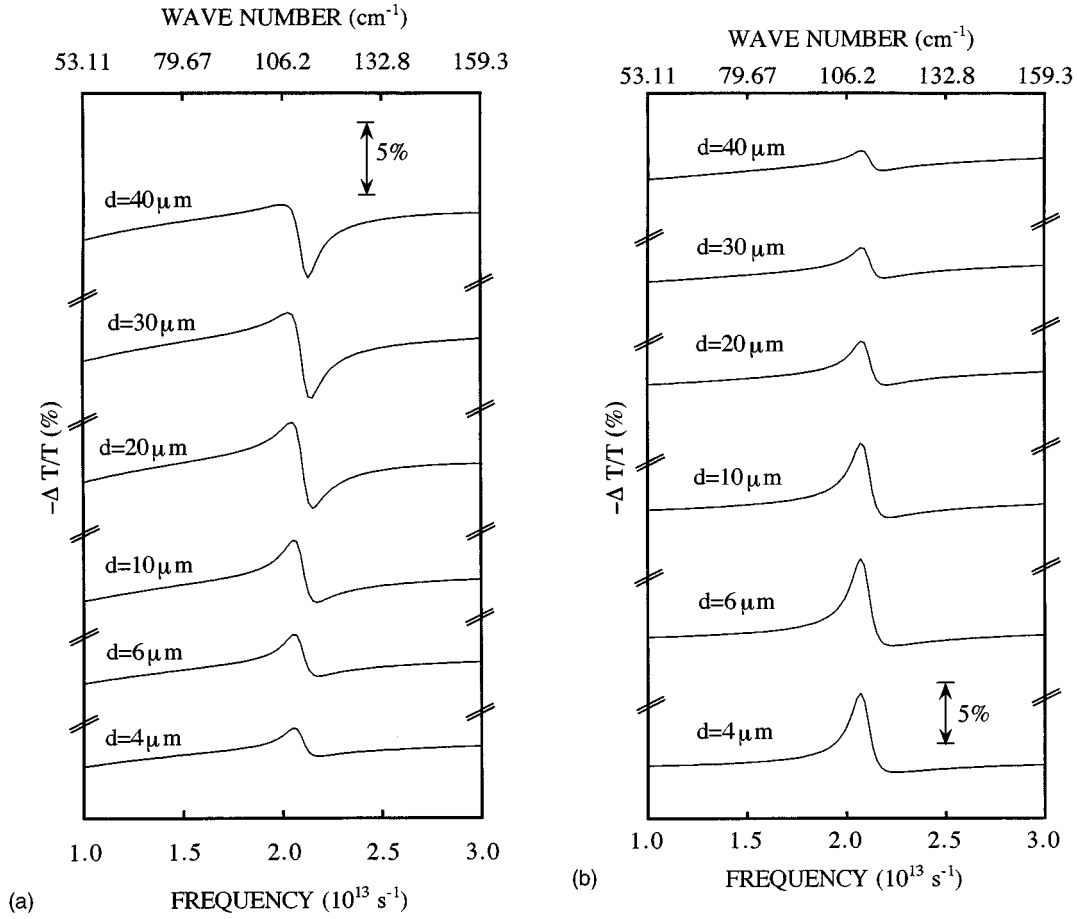 WAVE NUMBER (cm⁻¹)
53.11 79.67 106.2 132.8 159.3
5%
d=40 μm
d=30 μm
d=20 μm
d=10 μm
d=6 μm
d=4 μm
−Δ T/T (%)
1.0 1.5 2.0 2.5 3.0
FREQUENCY (10¹³ s⁻¹)
(a)
WAVE NUMBER (cm⁻¹)
53.11 79.67 106.2 132.8 159.3
d=40 μm
d=30 μm
d=20 μm
d=10 μm
d=6 μm
d=4 μm
5%
−Δ T/T (%)
1.0 1.5 2.0 2.5 3.0
FREQUENCY (10¹³ s⁻¹)
(b)